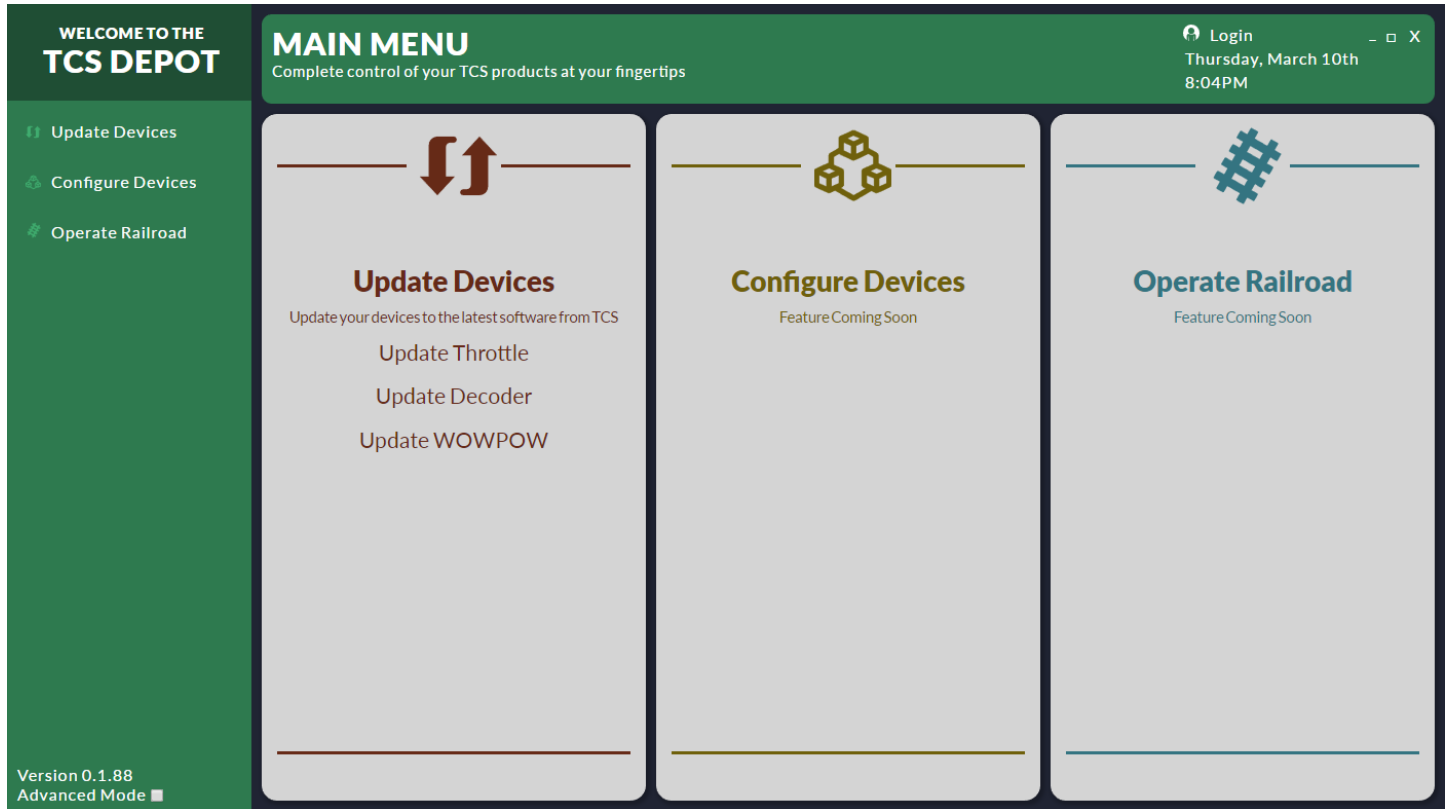 WELCOME TO THE
TCS DEPOT
Update Devices
Configure Devices
Operate Railroad
Version 0.1.88
Advanced Mode
MAIN MENU
Complete control of your TCS products at your fingertips
Login
_ □ X
Thursday, March 10th
8:04PM
Update Devices
Update your devices to the latest software from TCS
Update Throttle
Update Decoder
Update WOWPOW
Configure Devices
Feature Coming Soon
Operate Railroad
Feature Coming Soon